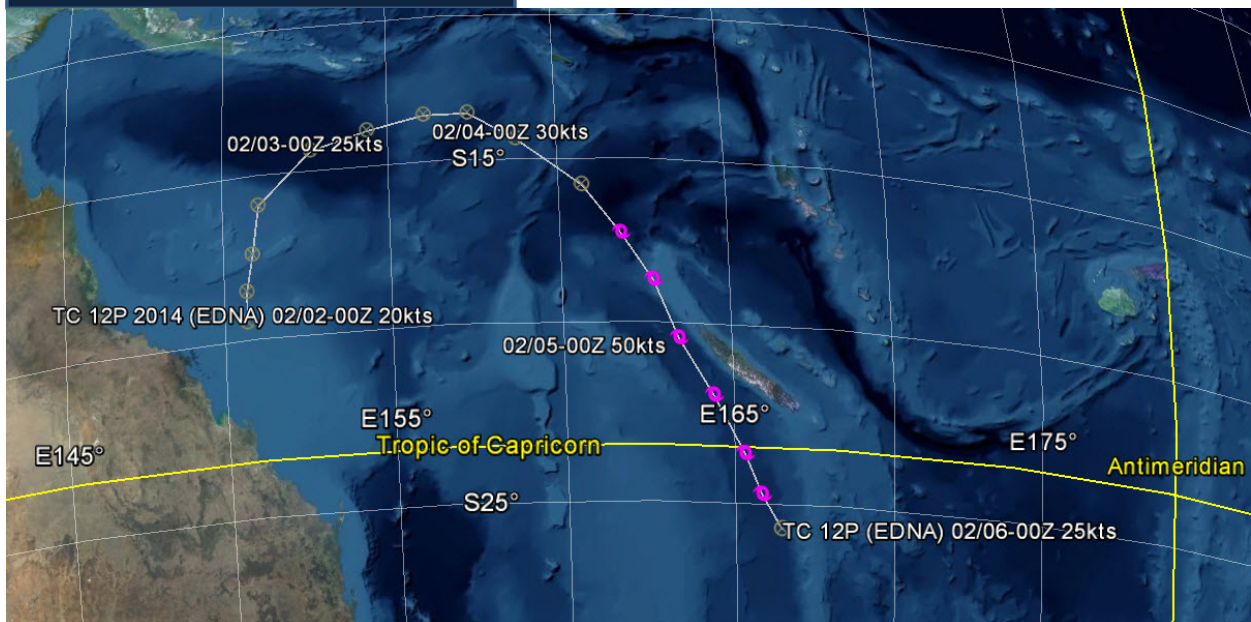 02/03-00Z 25kts
02/04-00Z 30kts
S15°
TC 12P 2014 (EDNA) 02/02-00Z 20kts
02/05-00Z 50kts
E155°
E165°
E175°
Tropic of Capricorn
E145°
Antimeridian
S25°
TC 12P (EDNA) 02/06-00Z 25kts